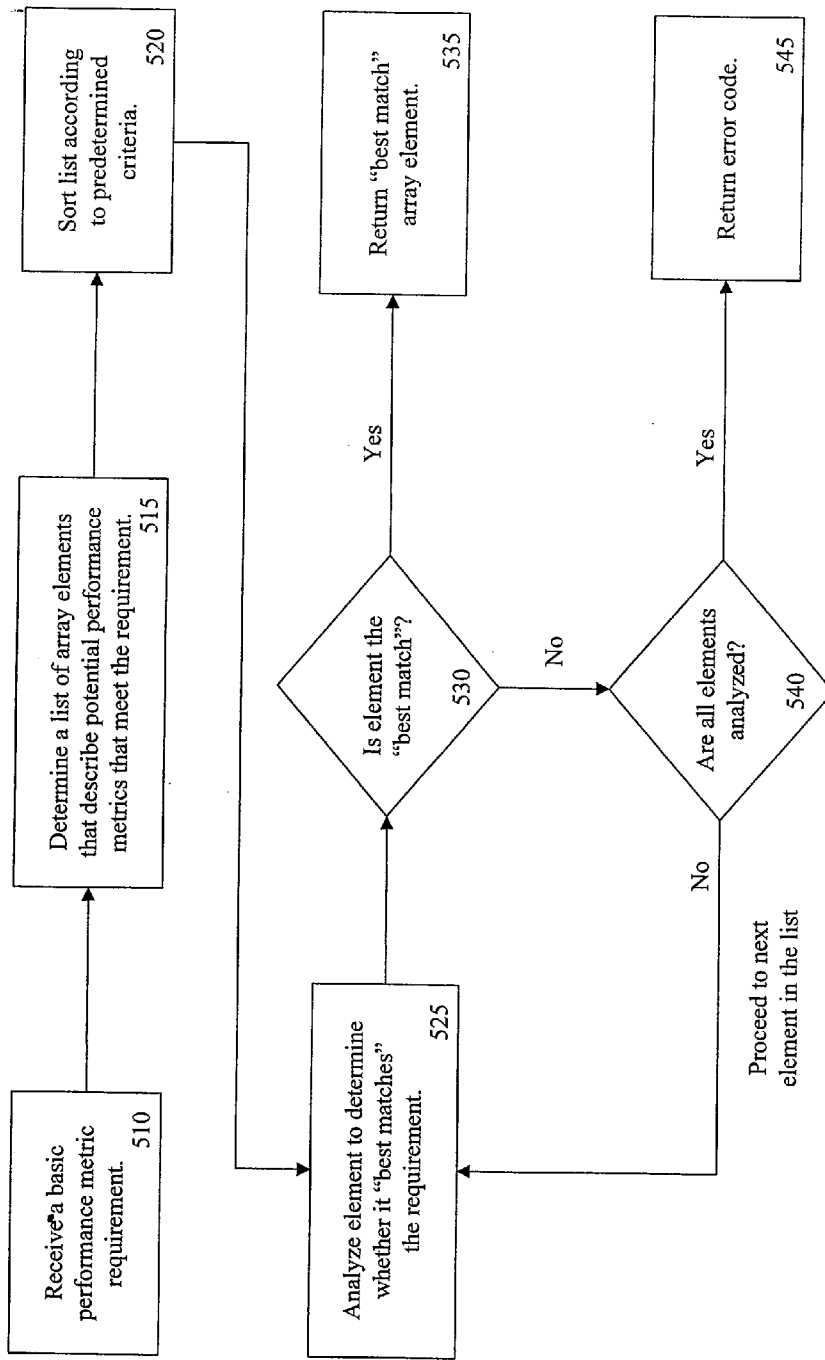 Receive a basic
performance metric
requirement.
510
Determine a list of array elements
that describe potential performance
metrics that meet the requirement.
515
Sort list according
to predetermined
criteria.
520
Analyze element to determine
whether it “best matches”
the requirement.
525
Is element the
“best match”?
530
Yes
Return “best match”
array element.
535
No
Are all elements
analyzed?
540
Yes
Return error code.
545
No
Proceed to next
element in the list